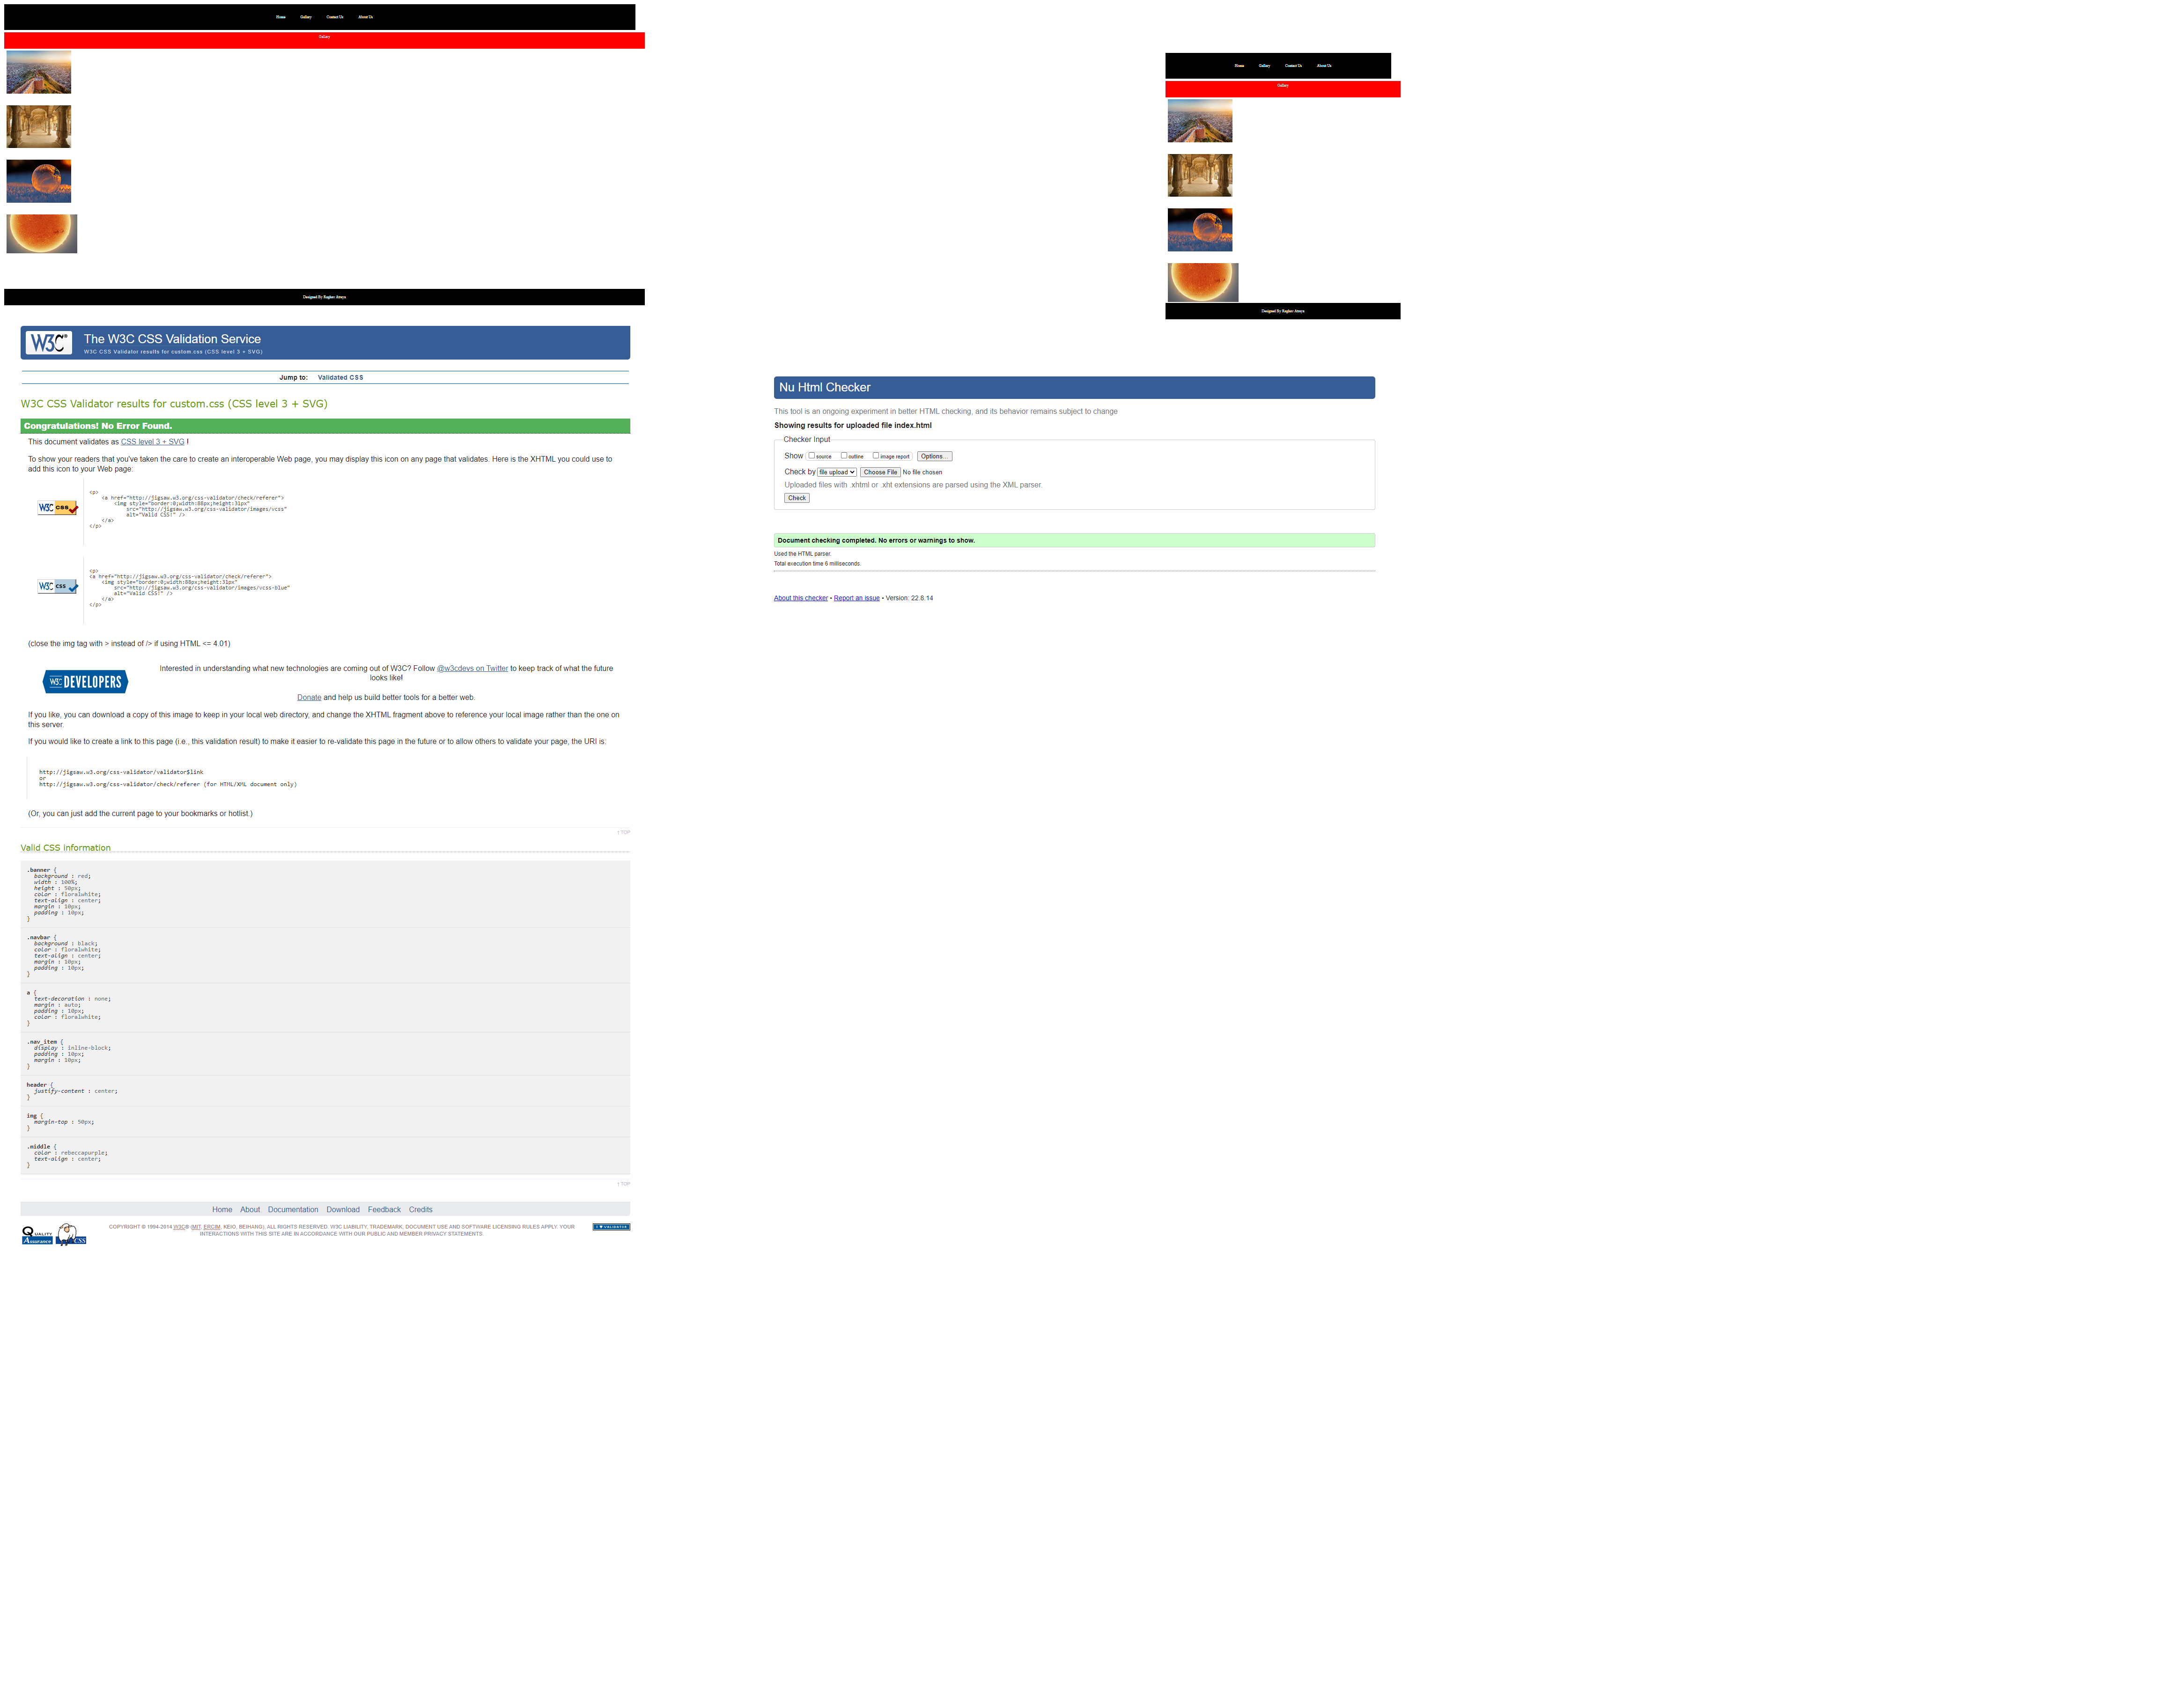 Home Gallery Contact Us About Us
Gallery
Designed By Raghav Atreya
Home Gallery Contact Us About Us
Gallery
Designed By Raghav Atreya
W3C®
The W3C CSS Validation Service
W3C CSS Validator results for custom.css (CSS level 3 + SVG)
Jump to: Validated CSS
W3C CSS Validator results for custom.css (CSS level 3 + SVG)
Congratulations! No Error Found.
This document validates as CSS level 3 + SVG !
To show your readers that you've taken the care to create an interoperable Web page, you may display this icon on any page that validates. Here is the XHTML you could use to
add this icon to your Web page:
W3C CSS
<p>
<a href="http://jigsaw.w3.org/css-validator/check/referer">
<img style="border:0;width:88px;height:31px"
src="http://jigsaw.w3.org/css-validator/images/vcss"
alt="Valid CSS!" />
</a>
</p>
W3C CSS
<p>
<a href="http://jigsaw.w3.org/css-validator/check/referer">
<img style="border:0;width:88px;height:31px"
src="http://jigsaw.w3.org/css-validator/images/vcss-blue"
alt="Valid CSS!" />
</a>
</p>
(close the img tag with > instead of /> if using HTML <= 4.01)
W3C DEVELOPERS
Interested in understanding what new technologies are coming out of W3C? Follow @w3cdevs on Twitter to keep track of what the future
looks like!
Donate and help us build better tools for a better web.
If you like, you can download a copy of this image to keep in your local web directory, and change the XHTML fragment above to reference your local image rather than the one on
this server.
If you would like to create a link to this page (i.e., this validation result) to make it easier to re-validate this page in the future or to allow others to validate your page, the URI is:
http://jigsaw.w3.org/css-validator/validator$link
or
http://jigsaw.w3.org/css-validator/check/referer (for HTML/XML document only)
(Or, you can just add the current page to your bookmarks or hotlist.)
↑ TOP
Valid CSS information
.banner {
background : red;
width : 100%;
height : 50px;
color : floralwhite;
text-align : center;
margin : 10px;
padding : 10px;
}
.navbar {
background : black;
color : floralwhite;
text-align : center;
margin : 10px;
padding : 10px;
}
a {
text-decoration : none;
margin : auto;
padding : 10px;
color : floralwhite;
}
.nav_item {
display : inline-block;
padding : 10px;
margin : 10px;
}
header {
justify-content : center;
}
img {
margin-top : 50px;
}
.middle {
color : rebeccapurple;
text-align : center;
}
↑ TOP
Home About Documentation Download Feedback Credits
Quality Assurance CSS
COPYRIGHT © 1994-2014 W3C® (MIT, ERCIM, KEIO, BEIHANG), ALL RIGHTS RESERVED. W3C LIABILITY, TRADEMARK, DOCUMENT USE AND SOFTWARE LICENSING RULES APPLY. YOUR
INTERACTIONS WITH THIS SITE ARE IN ACCORDANCE WITH OUR PUBLIC AND MEMBER PRIVACY STATEMENTS.
I ♥ VALIDATOR
Nu Html Checker
This tool is an ongoing experiment in better HTML checking, and its behavior remains subject to change
Showing results for uploaded file index.html
Checker Input
Show source outline image report Options...
Check by file upload Choose File No file chosen
Uploaded files with .xhtml or .xht extensions are parsed using the XML parser.
Check
Document checking completed. No errors or warnings to show.
Used the HTML parser.
Total execution time 6 milliseconds.
About this checker • Report an issue • Version: 22.8.14